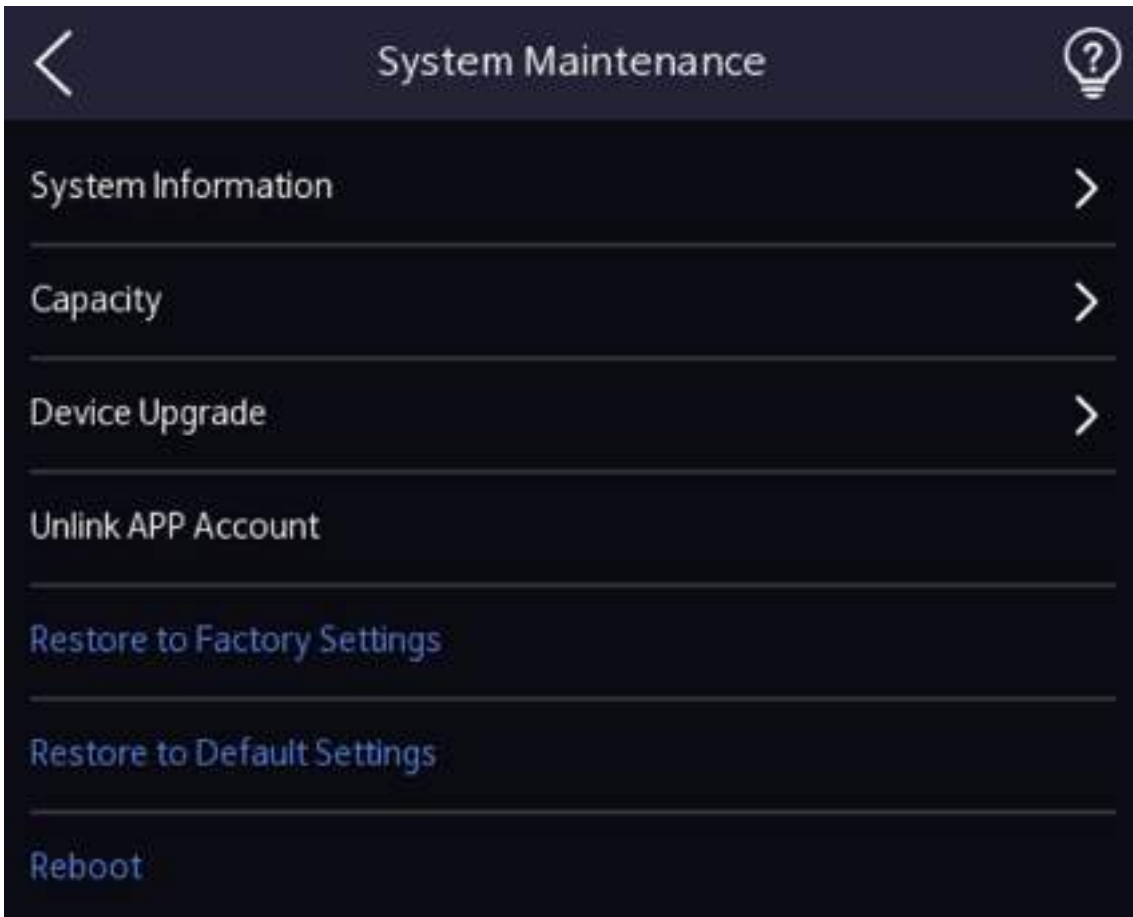 System Maintenance
System Information
Capacity
Device Upgrade
Unlink APP Account
Restore to Factory Settings
Restore to Default Settings
Reboot